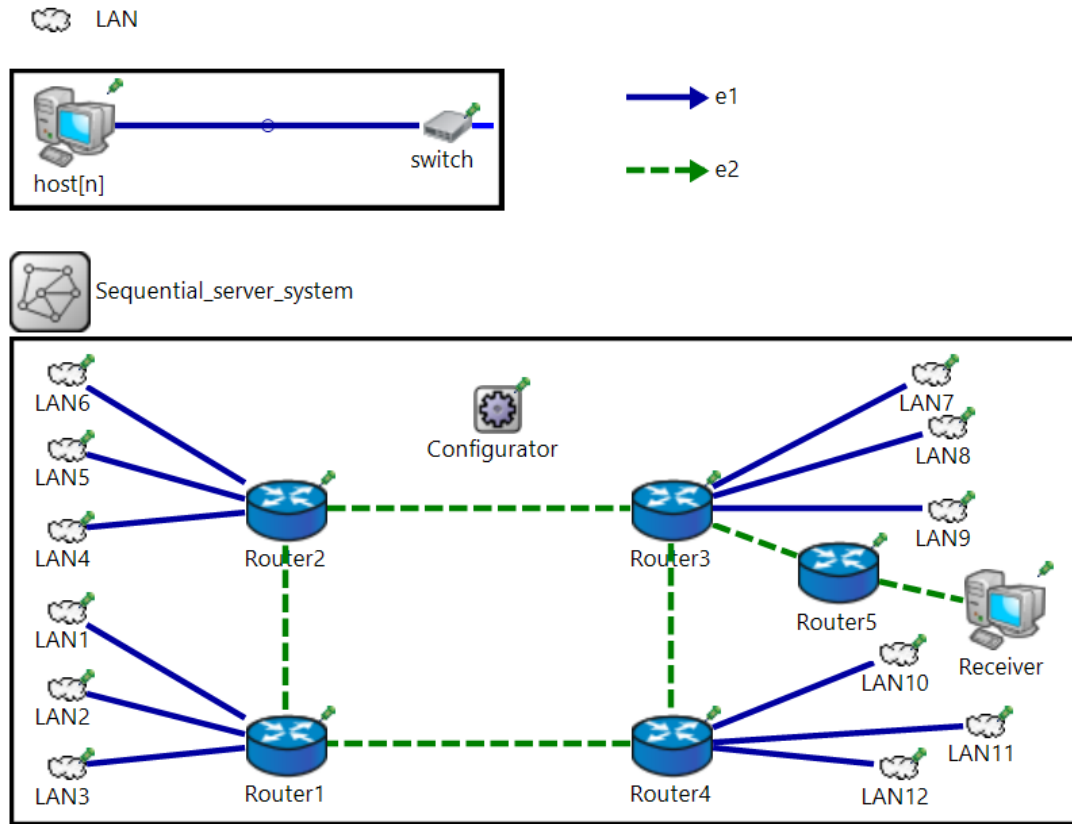 LAN
host[n]
switch
e1
e2
Sequential_server_system
LAN6
LAN5
LAN4
LAN1
LAN2
LAN3
Configurator
Router2
Router3
Router1
Router4
Router5
Receiver
LAN7
LAN8
LAN9
LAN10
LAN11
LAN12